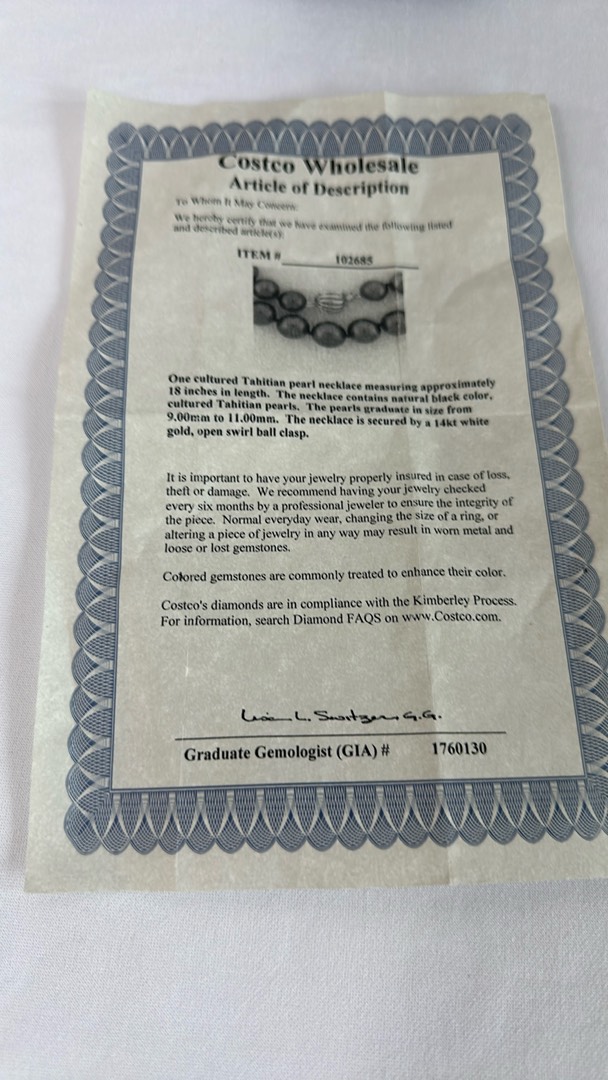 Costco Wholesale
Article of Description
To Whom It May Concern:
We hereby certify that we have examined the following listed
and described article(s):
ITEM # 102685
One cultured Tahitian pearl necklace measuring approximately
18 inches in length. The necklace contains natural black color,
cultured Tahitian pearls. The pearls graduate in size from
9.00mm to 11.00mm. The necklace is secured by a 14kt white
gold, open swirl ball clasp.
It is important to have your jewelry properly insured in case of loss,
theft or damage. We recommend having your jewelry checked
every six months by a professional jeweler to ensure the integrity of
the piece. Normal everyday wear, changing the size of a ring, or
altering a piece of jewelry in any way may result in worn metal and
loose or lost gemstones.
Colored gemstones are commonly treated to enhance their color.
Costco's diamonds are in compliance with the Kimberley Process.
For information, search Diamond FAQS on www.Costco.com.
L. G.G.
Graduate Gemologist (GIA) # 1760130